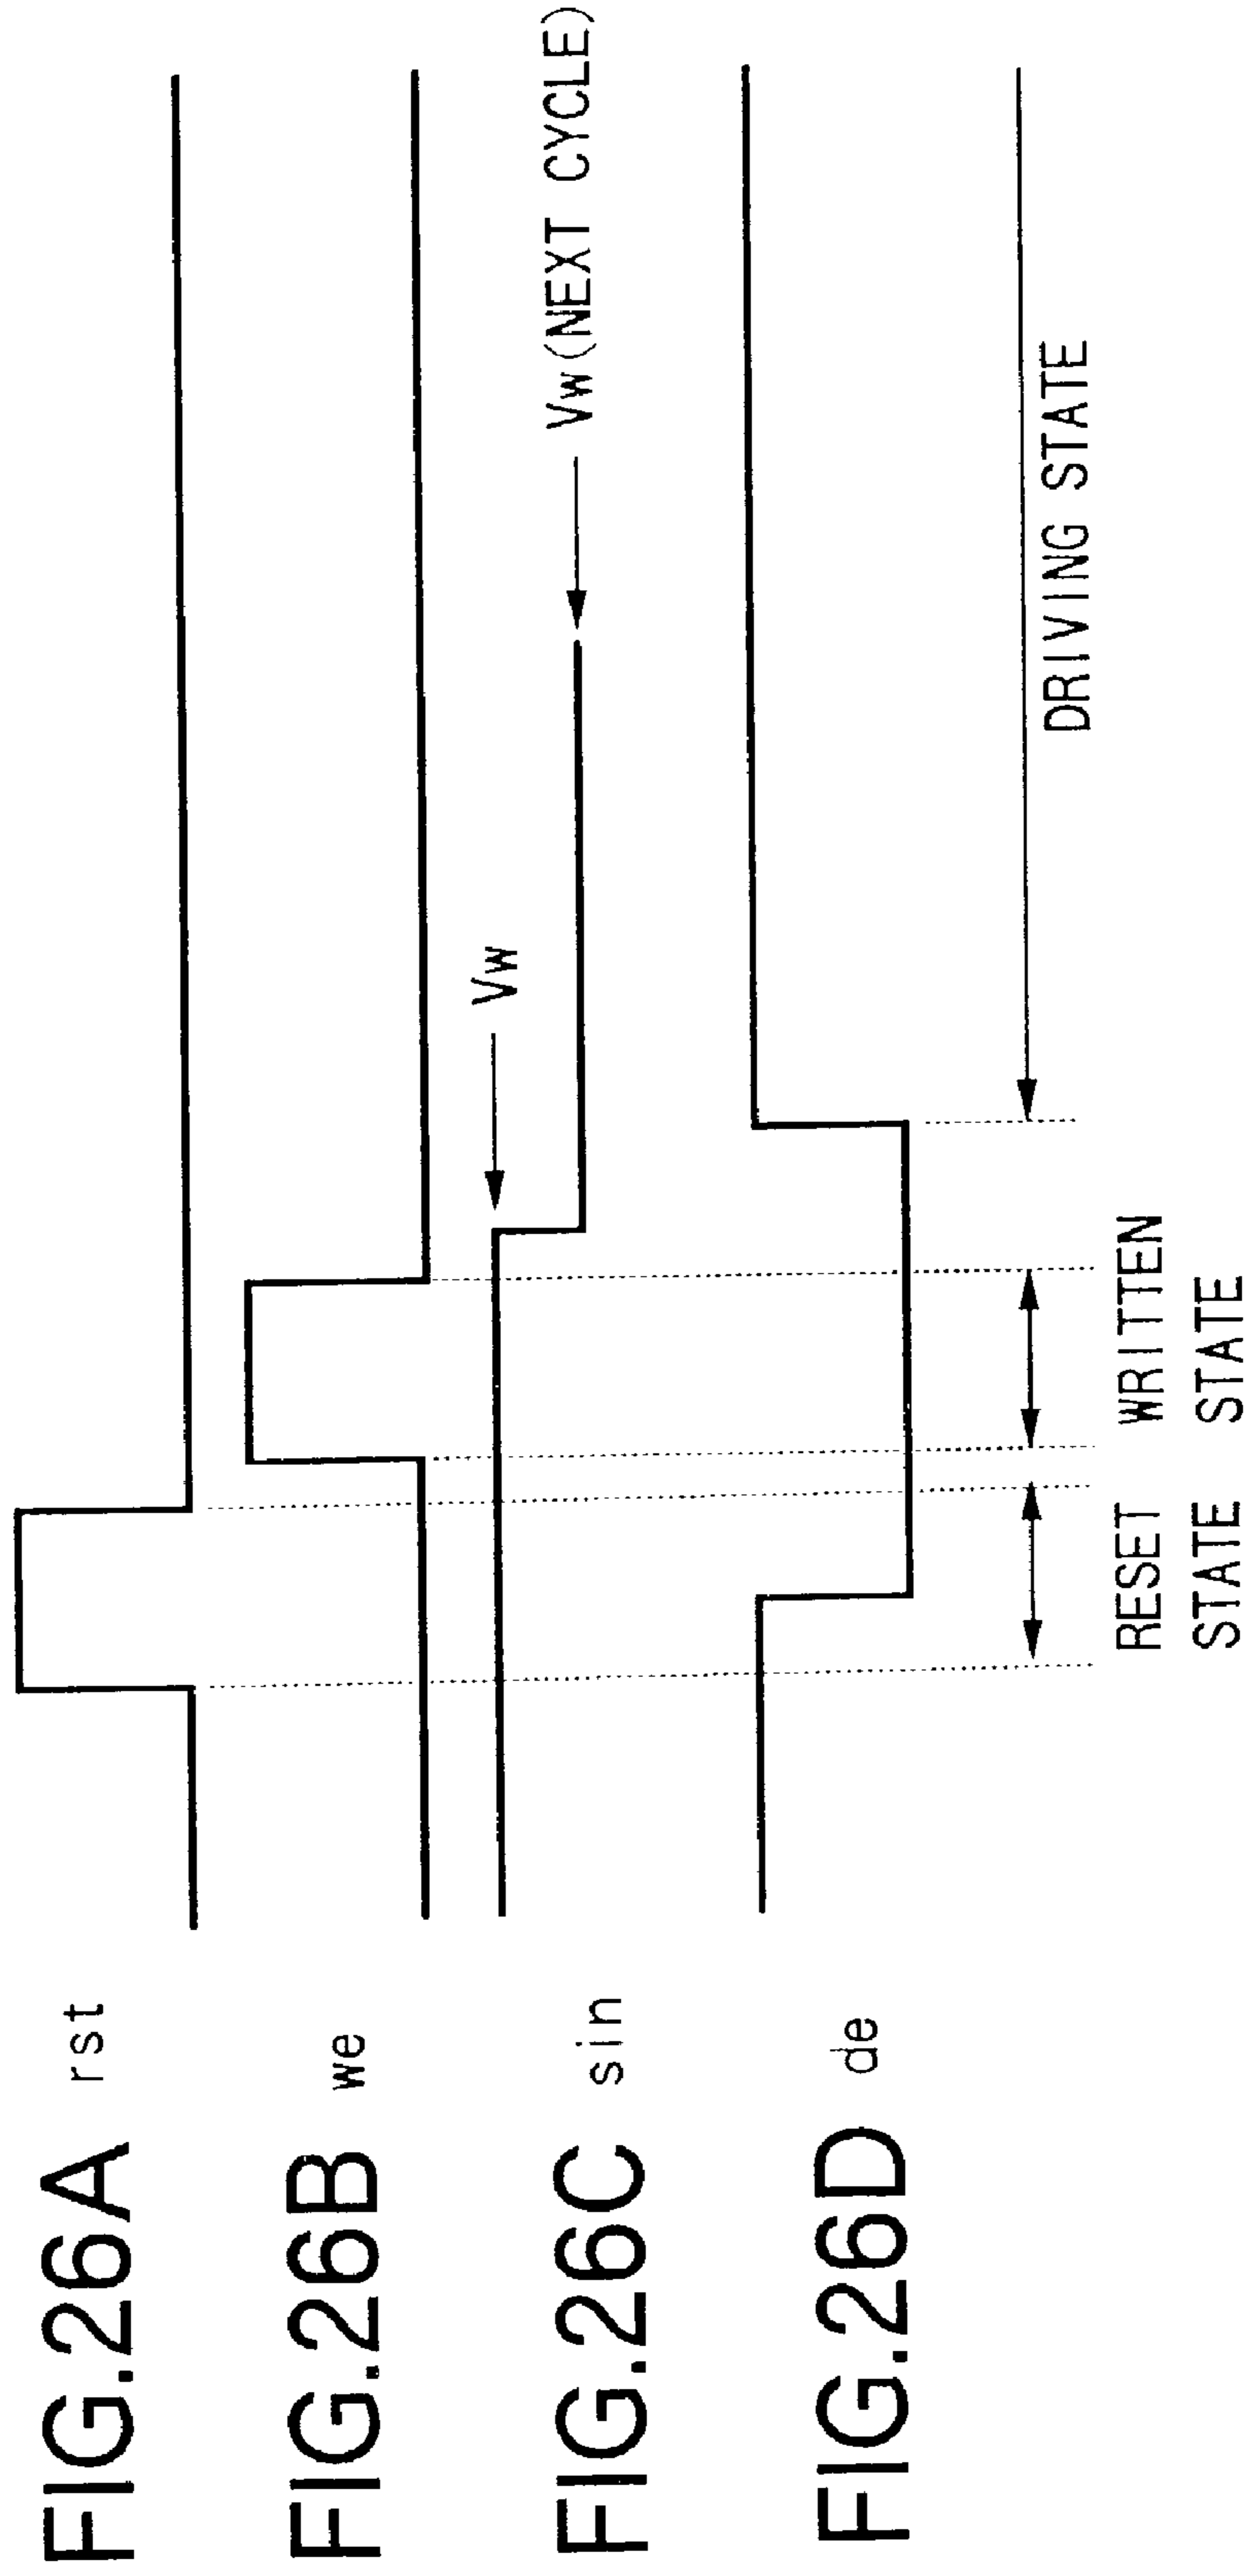 FIG.26A rst
FIG.26B we
Vw
FIG.26C sin
Vw(NEXT CYCLE)
FIG.26D de
DRIVING STATE
RESET STATE
WRITTEN STATE